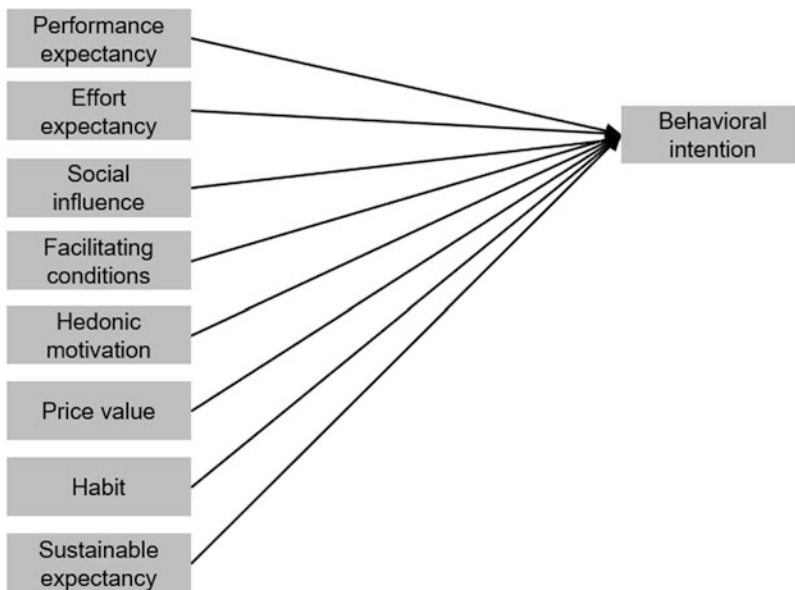 Performance
expectancy
Effort
expectancy
Social
influence
Facilitating
conditions
Hedonic
motivation
Price value
Habit
Sustainable
expectancy
Behavioral
intention